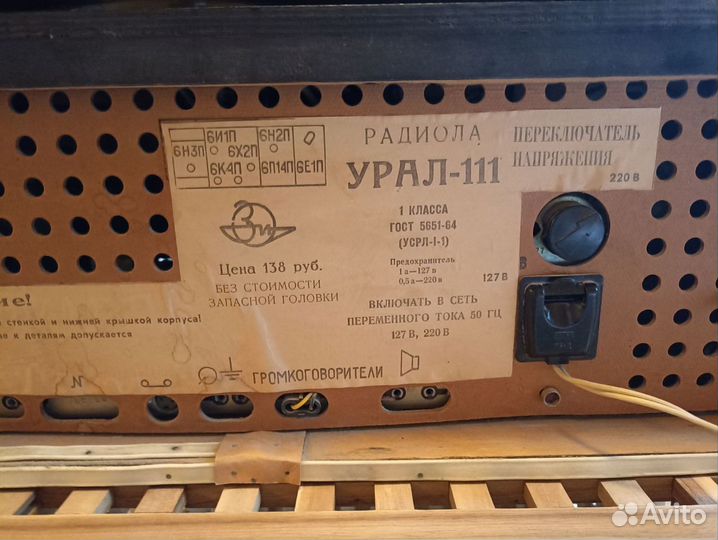 6И1П
6Н2П
6Н3П
6Х2П
6К4П
6П14П
6Е1П
РАДИОЛА
УРАЛ-111
ПЕРЕКЛЮЧАТЕЛЬ
НАПРЯЖЕНИЯ
220 В
1 КЛАССА
ГОСТ 5651-64
(УСРЛ-I-1)
Предохранитель
1 а—127 в
0,5 а—220 в
127 В
Цена 138 руб.
БЕЗ СТОИМОСТИ
ЗАПАСНОЙ ГОЛОВКИ
ВКЛЮЧАТЬ В СЕТЬ
ПЕРЕМЕННОГО ТОКА 50 ГЦ
127 В, 220 В
ие!
стенкой и нижней крышкой корпуса!
к деталям допускается
ГРОМКОГОВОРИТЕЛИ
Avito